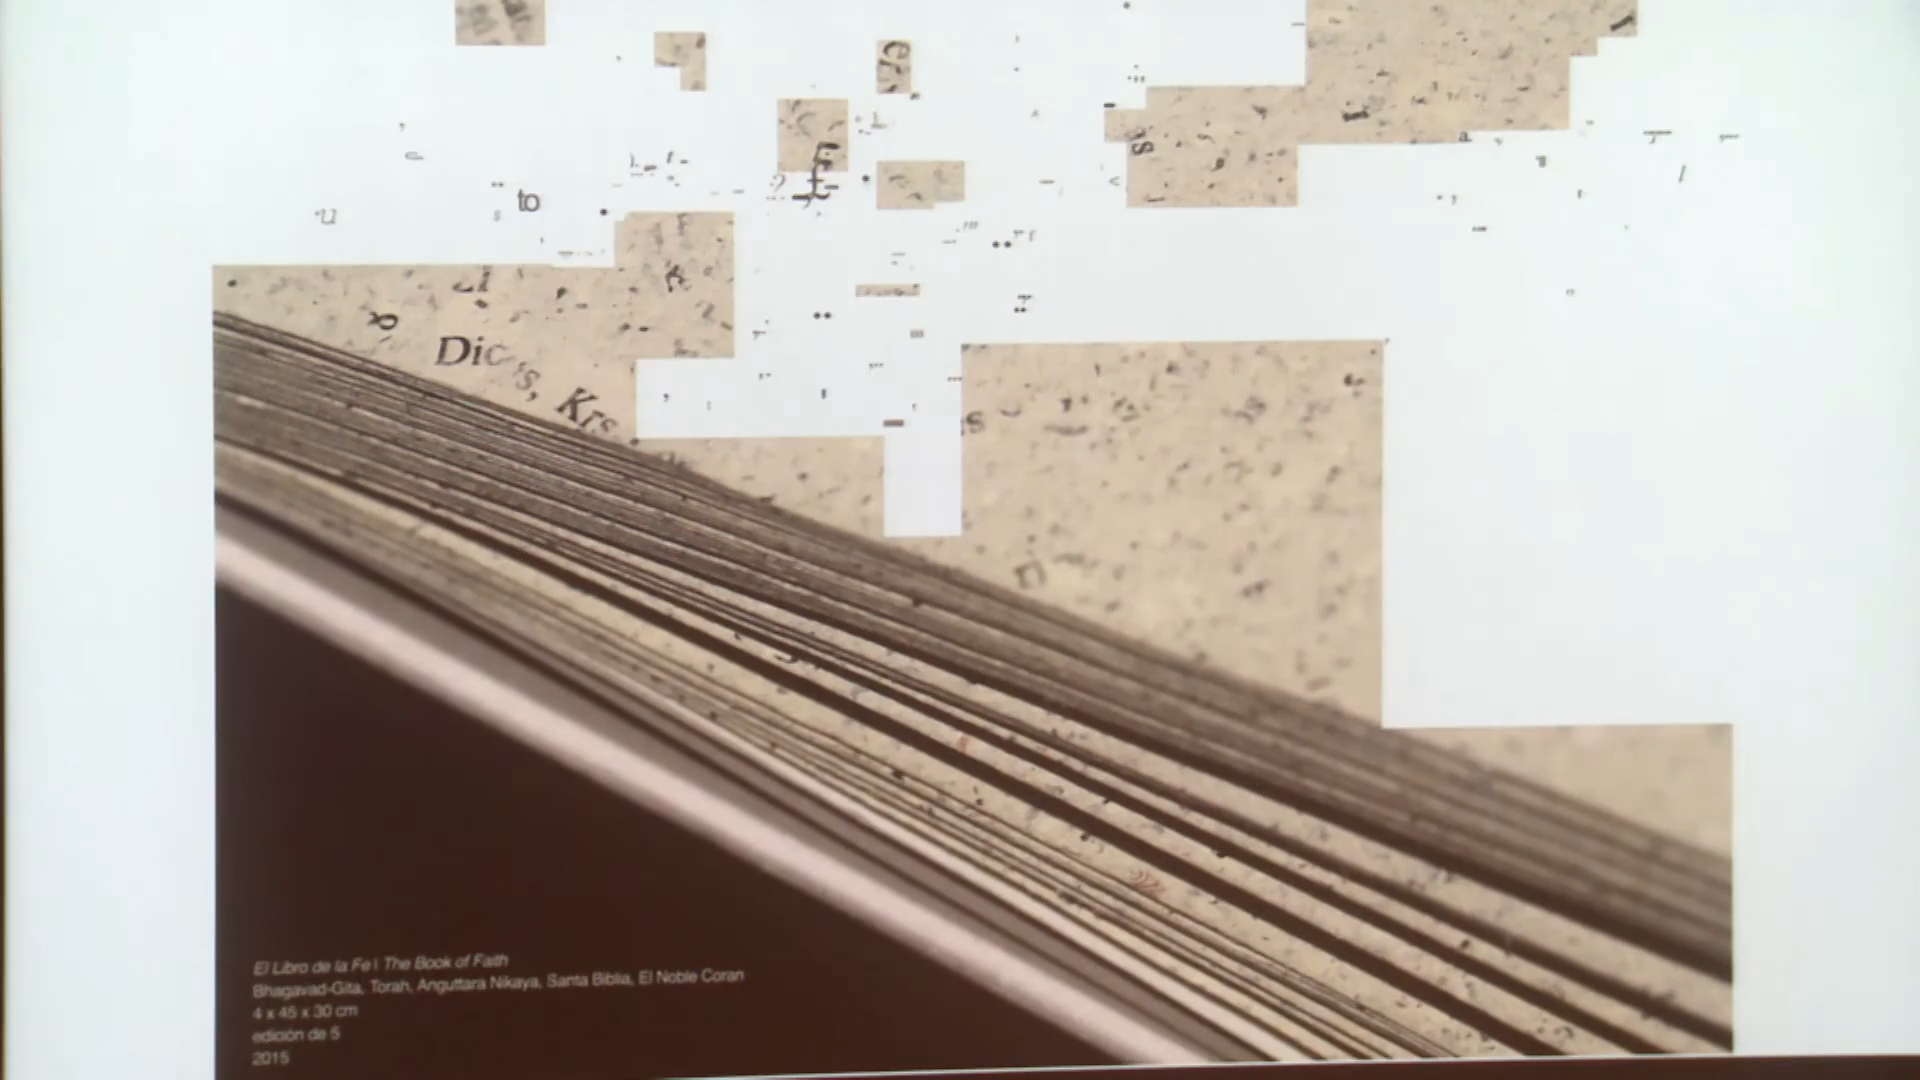 to
Di
Krs
El Libro de la Fe | The Book of Faith
Bhagavad-Gita, Torah, Anguttara Nikaya, Santa Biblia, El Noble Coran
4 x 45 x 30 cm
edición de 5
2015